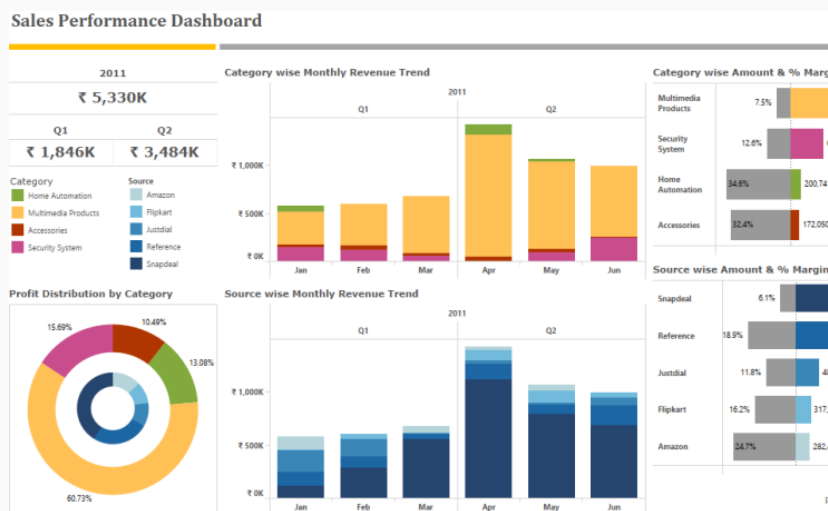 Sales Performance Dashboard
2011
₹ 5,330K
Q1 Q2
₹ 1,846K ₹ 3,484K
Category
Home Automation
Multimedia Products
Accessories
Security System
Source
Amazon
Flipkart
Justdial
Reference
Snapdeal
Profit Distribution by Category
15.69%
10.49%
13.08%
60.73%
Category wise Monthly Revenue Trend
2011
Q1 Q2
₹ 1,000K
₹ 500K
₹ 0K
Jan Feb Mar Apr May Jun
Source wise Monthly Revenue Trend
2011
Q1 Q2
₹ 1,000K
₹ 500K
₹ 0K
Jan Feb Mar Apr May Jun
Category wise Amount & % Marg
Multimedia
Products
7.5%
Security
System
12.6%
Home
Automation
34.6% 200,74
Accessories 32.4% 172,050
Source wise Amount & % Margin
Snapdeal 6.1%
Reference 18.9%
Justdial 11.8% 48
Flipkart 16.2% 317,
Amazon 24.7% 282,